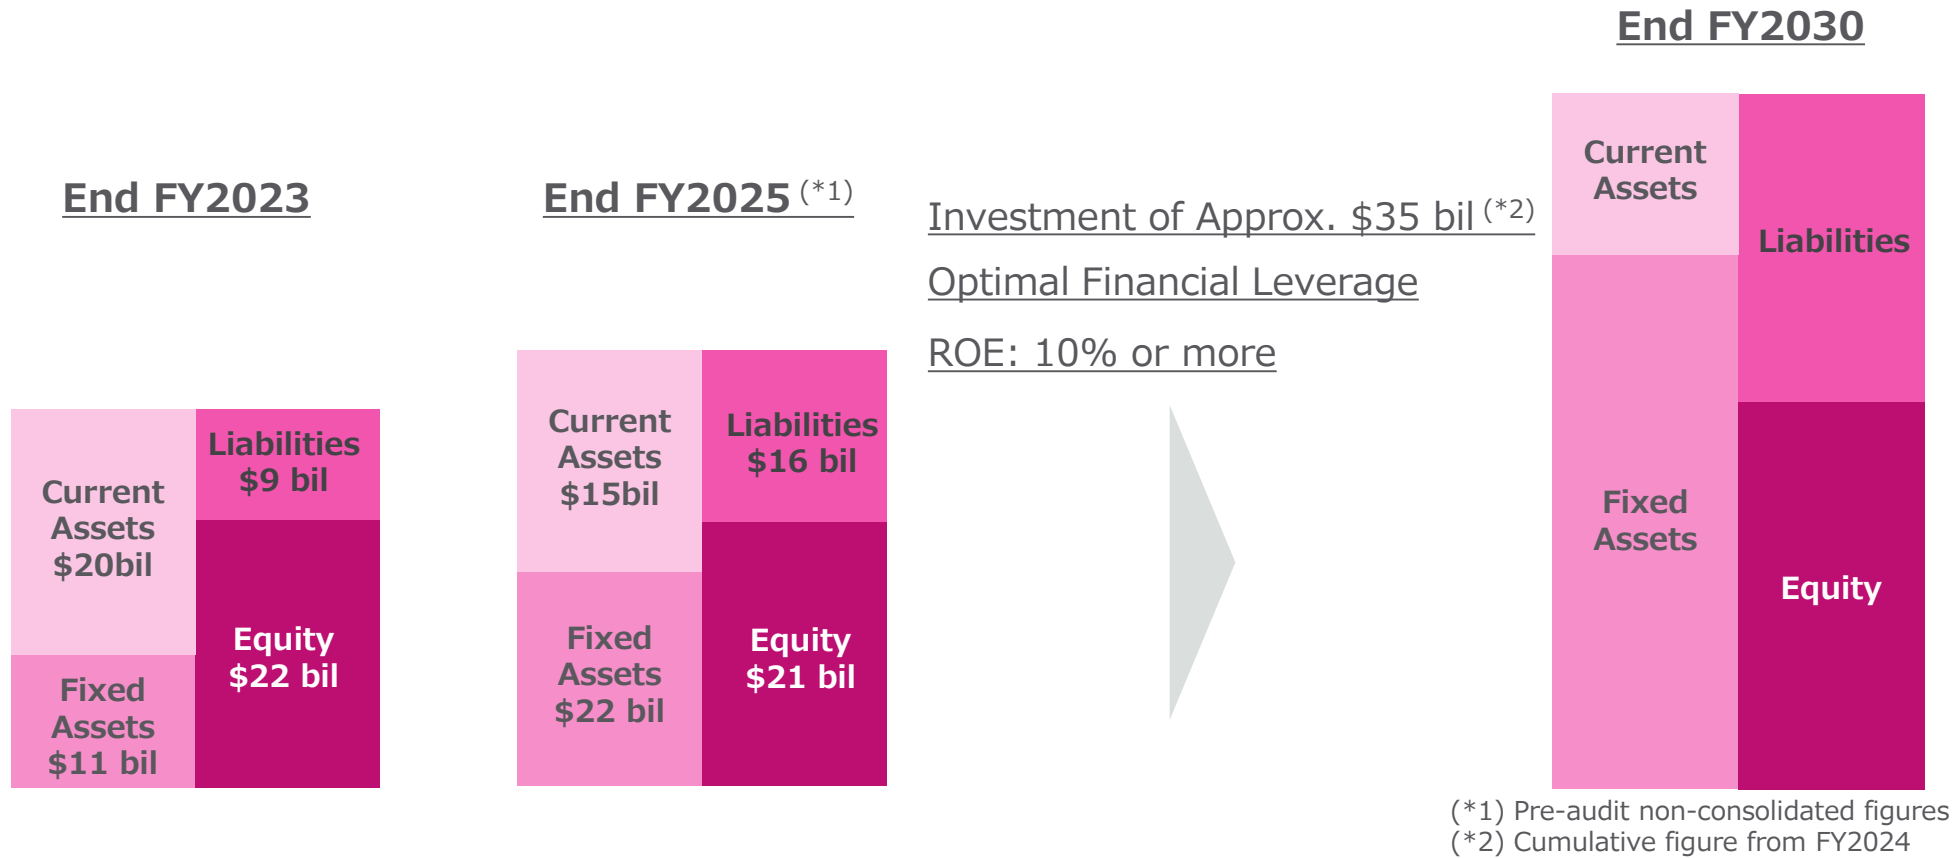 End FY2023
Current
Assets
$20bil
Fixed
Assets
$11 bil
Liabilities
$9 bil
Equity
$22 bil
End FY2025 (*1)
Current
Assets
$15bil
Fixed
Assets
$22 bil
Liabilities
$16 bil
Equity
$21 bil
Investment of Approx. $35 bil (*2)
Optimal Financial Leverage
ROE: 10% or more
End FY2030
Current
Assets
Fixed
Assets
Liabilities
Equity
(*1) Pre-audit non-consolidated figures
(*2) Cumulative figure from FY2024